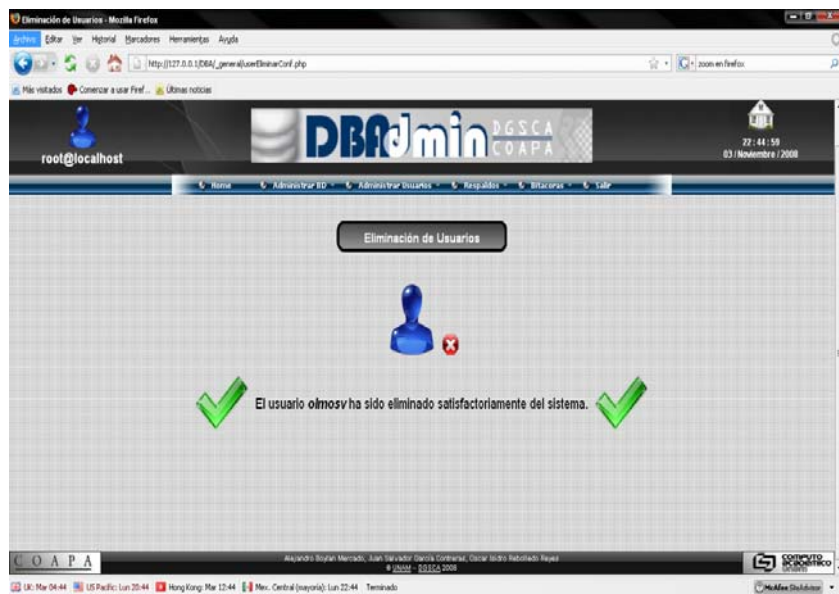 Eliminación de Usuarios - Mozilla Firefox
Archivo Editar Ver Historial Marcadores Herramientas Ayuda
http://127.0.0.1/DBA/_general/userEliminarConf.php
zoom en firefox
Más visitados Comenzar a usar Firef... Últimas noticias
root@localhost
DBAdmin DGSCA COAPA
22:44:59
03 / Noviembre / 2008
Home Administrar BD Administrar Usuarios Respaldos Bitacoras Salir
Eliminación de Usuarios
El usuario olmosv ha sido eliminado satisfactoriamente del sistema.
COAPA
Alejandro Boylan Mercado, Juan Salvador García Contreras, Oscar Isidro Rebolledo Reyes
© UNAM - DGSCA 2008
COMPUTO ACADEMICO unam
UK: Mar 04:44 US Pacific: Lun 20:44 Hong Kong: Mar 12:44 Mex. Central (mayoría): Lun 22:44 Terminado
McAfee SiteAdvisor